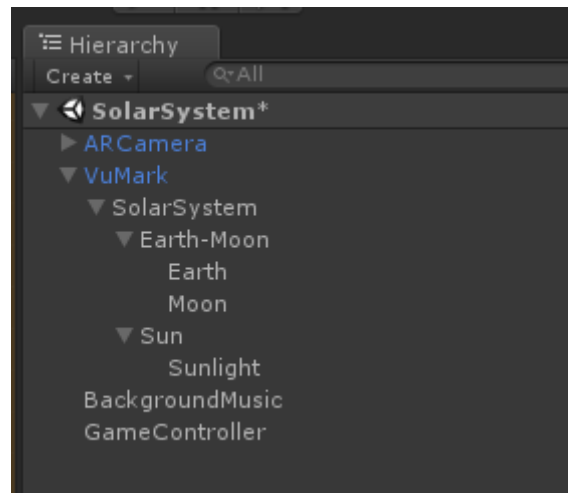 Hierarchy
Create All
SolarSystem*
ARCamera
VuMark
SolarSystem
Earth-Moon
Earth
Moon
Sun
Sunlight
BackgroundMusic
GameController